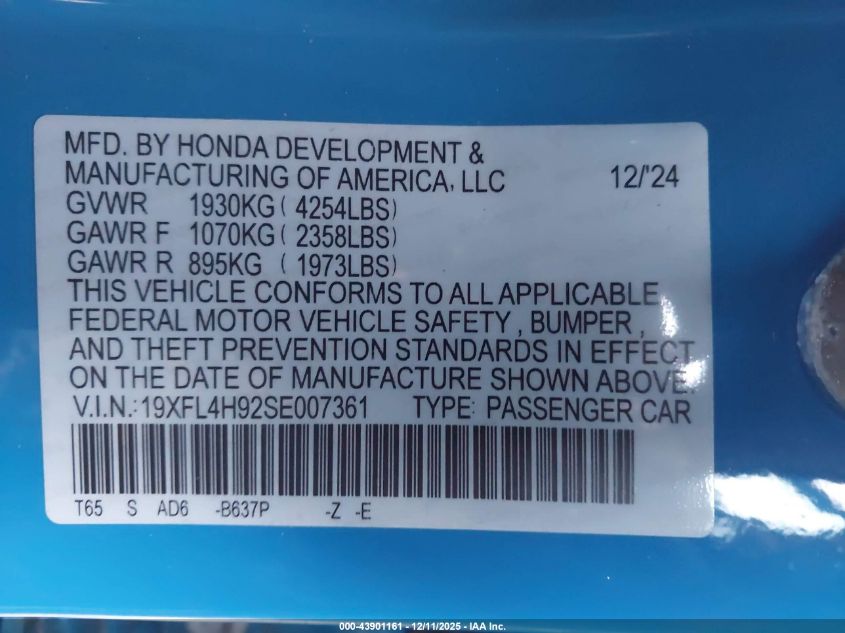 MFD. BY HONDA DEVELOPMENT &
MANUFACTURING OF AMERICA, LLC 12/'24
GVWR 1930KG ( 4254LBS)
GAWR F 1070KG ( 2358LBS)
GAWR R 895KG ( 1973LBS)
THIS VEHICLE CONFORMS TO ALL APPLICABLE
FEDERAL MOTOR VEHICLE SAFETY , BUMPER ,
AND THEFT PREVENTION STANDARDS IN EFFECT
ON THE DATE OF MANUFACTURE SHOWN ABOVE.
V.I.N.: 19XFL4H92SE007361 TYPE: PASSENGER CAR
T65 S AD6 -B637P -Z -E
000-43901161 - 12/11/2025 - IAA Inc.